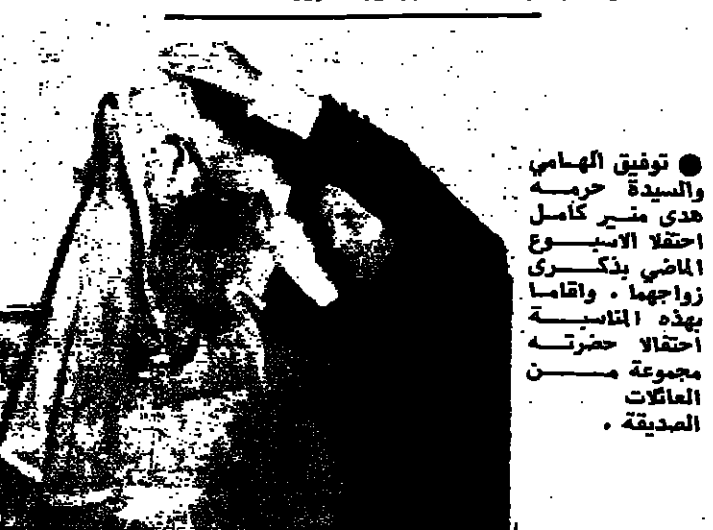 ● توفيق الهامي
والسيدة حرمه
هدى منير كامل
احتفلا الاسبوع
الماضي بذكرى
زواجهما . واقاما
بهذه المناسبة
احتفالا حضرته
مجموعة من
العائلات
الصديقة .